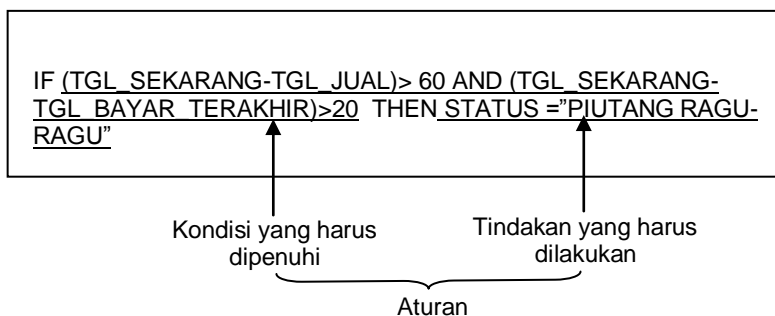 IF (TGL_SEKARANG-TGL_JUAL)> 60 AND (TGL_SEKARANG-
TGL_BAYAR_TERAKHIR)>20 THEN STATUS =”PIUTANG RAGU-
RAGU”
Kondisi yang harus
dipenuhi
Tindakan yang harus
dilakukan
Aturan